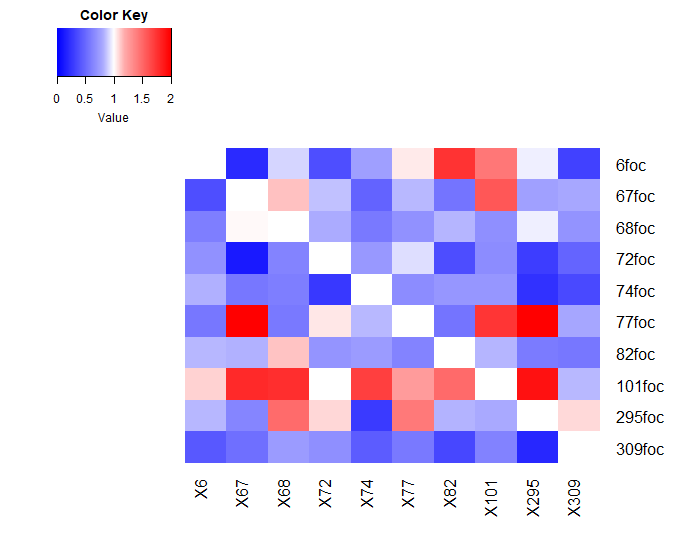 Color Key
0 0.5 1 1.5 2
Value
6foc
67foc
68foc
72foc
74foc
77foc
82foc
101foc
295foc
309foc
X6 X67 X68 X72 X74 X77 X82 X101 X295 X309